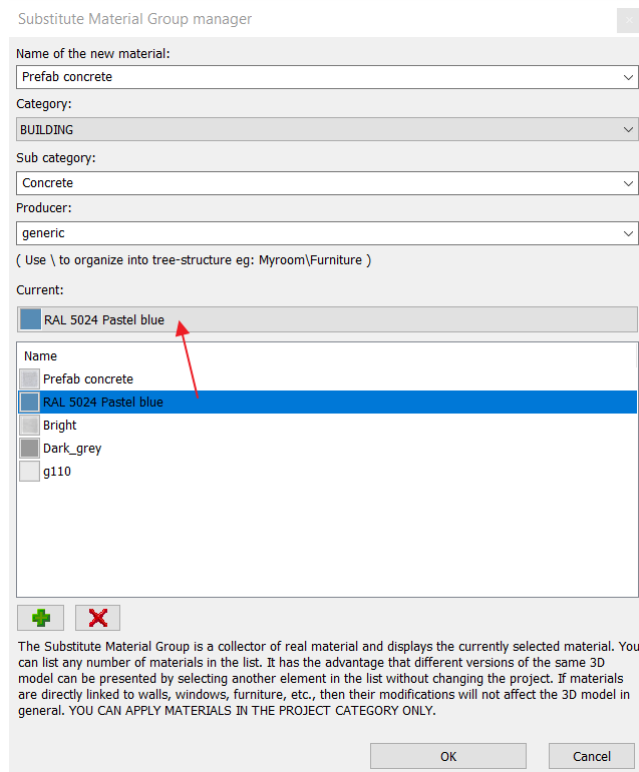 Substitute Material Group manager
Name of the new material:
Prefab concrete
Category:
BUILDING
Sub category:
Concrete
Producer:
generic
( Use \ to organize into tree-structure eg: Myroom\Furniture )
Current:
RAL 5024 Pastel blue
Name
Prefab concrete
RAL 5024 Pastel blue
Bright
Dark_grey
g110
The Substitute Material Group is a collector of real material and displays the currently selected material. You
can list any number of materials in the list. It has the advantage that different versions of the same 3D
model can be presented by selecting another element in the list without changing the project. If materials
are directly linked to walls, windows, furniture, etc., then their modifications will not affect the 3D model in
general. YOU CAN APPLY MATERIALS IN THE PROJECT CATEGORY ONLY.
OK
Cancel